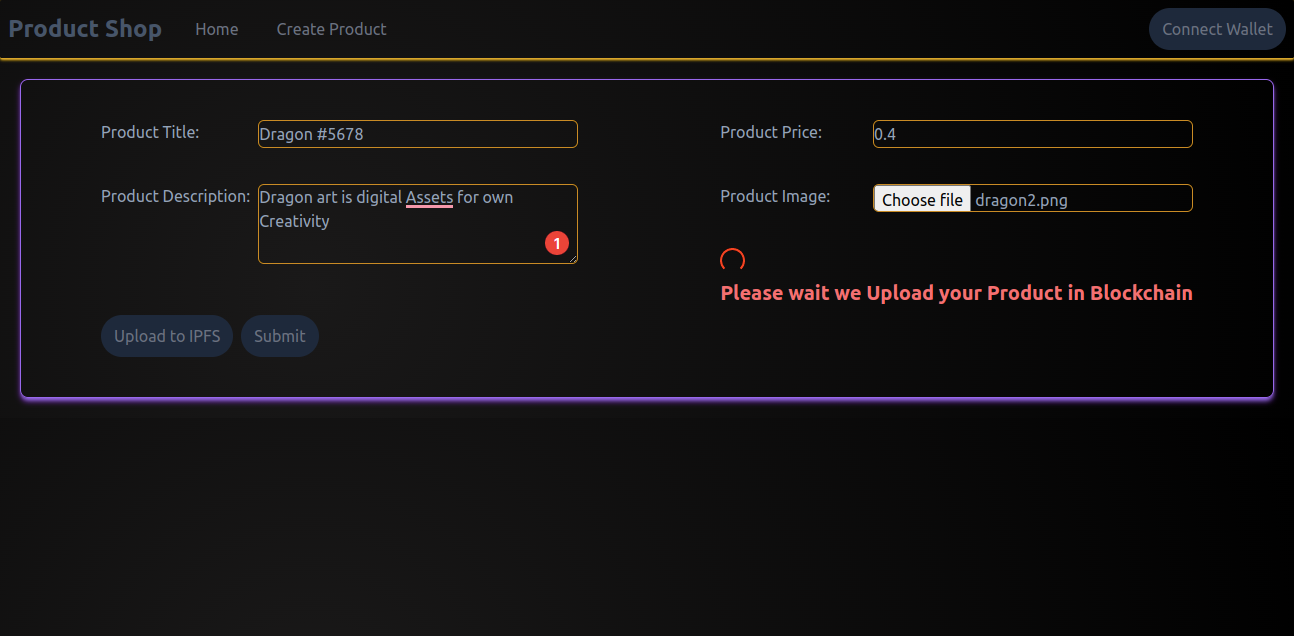 Product Shop Home Create Product Connect Wallet
Product Title: Dragon #5678
Product Price: 0.4
Product Description: Dragon art is digital Assets for own
Creativity
1
Product Image: Choose file dragon2.png
Please wait we Upload your Product in Blockchain
Upload to IPFS Submit